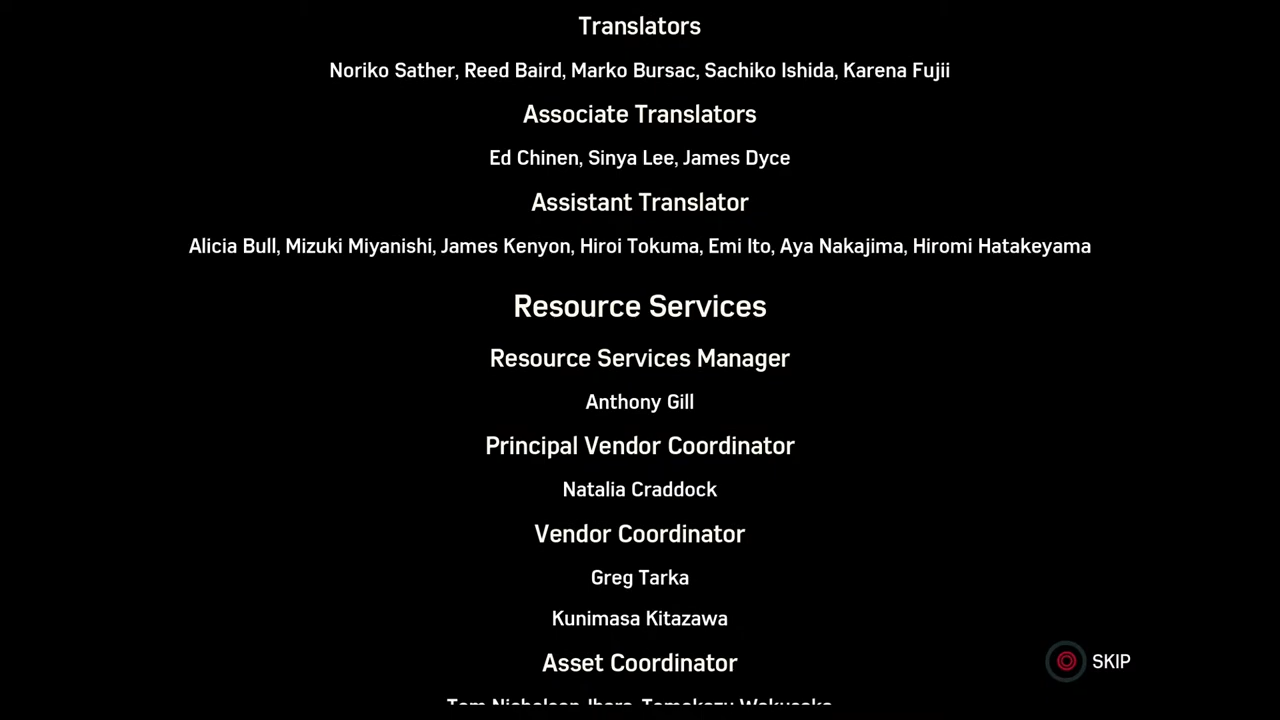 Translators
Noriko Sather, Reed Baird, Marko Bursac, Sachiko Ishida, Karena Fujii
Associate Translators
Ed Chinen, Sinya Lee, James Dyce
Assistant Translator
Alicia Bull, Mizuki Miyanishi, James Kenyon, Hiroi Tokuma, Emi Ito, Aya Nakajima, Hiromi Hatakeyama
Resource Services
Resource Services Manager
Anthony Gill
Principal Vendor Coordinator
Natalia Craddock
Vendor Coordinator
Greg Tarka
Kunimasa Kitazawa
Asset Coordinator
SKIP